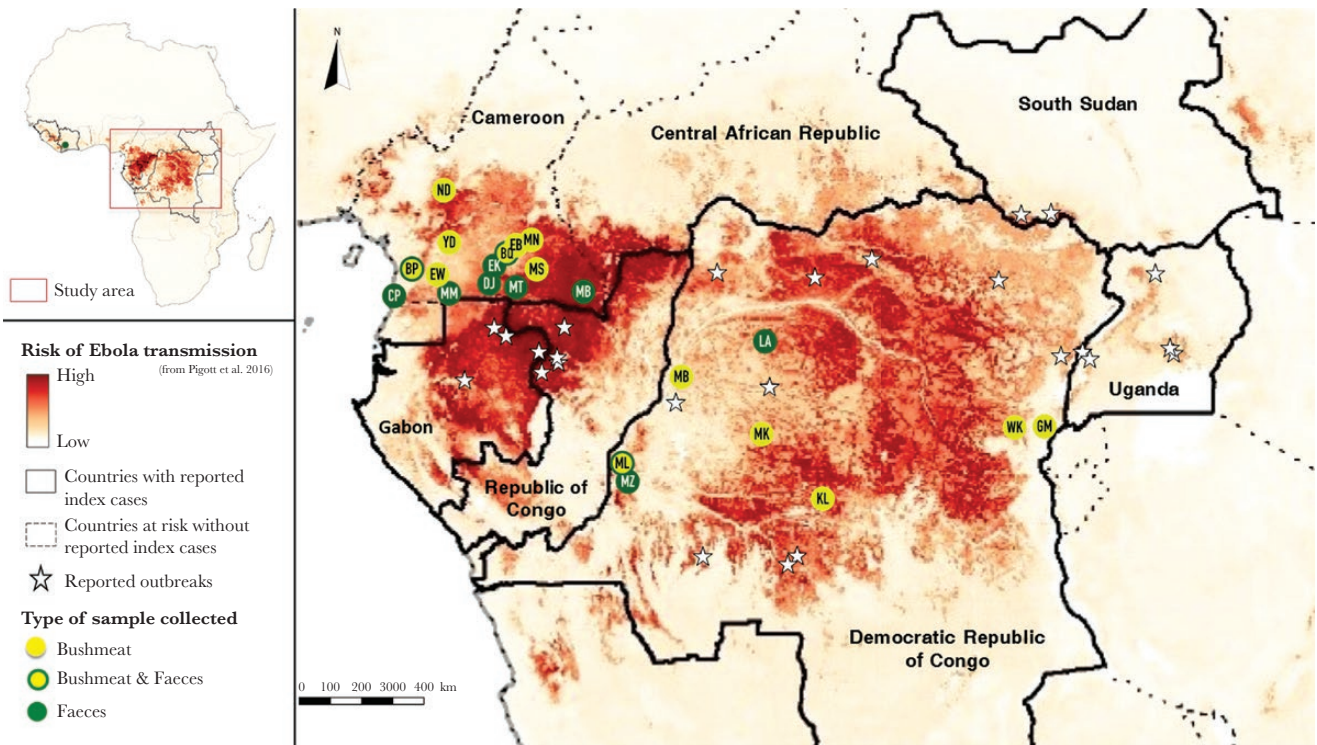 Study area
Risk of Ebola transmission
(from Pigott et al. 2016)
High
Low
Countries with reported
index cases
Countries at risk without
reported index cases
Reported outbreaks
Type of sample collected
Bushmeat
Bushmeat & Faeces
Faeces
N
Cameroon
Central African Republic
South Sudan
ND
YD
BQ
EB
MN
BP
EW
EK
MS
CP
MM
DJ
MT
MB
LA
MB
Gabon
Uganda
MK
WK
GM
ML
MZ
Republic of
Congo
KL
Democratic Republic
of Congo
0 100 200 3000 400 km